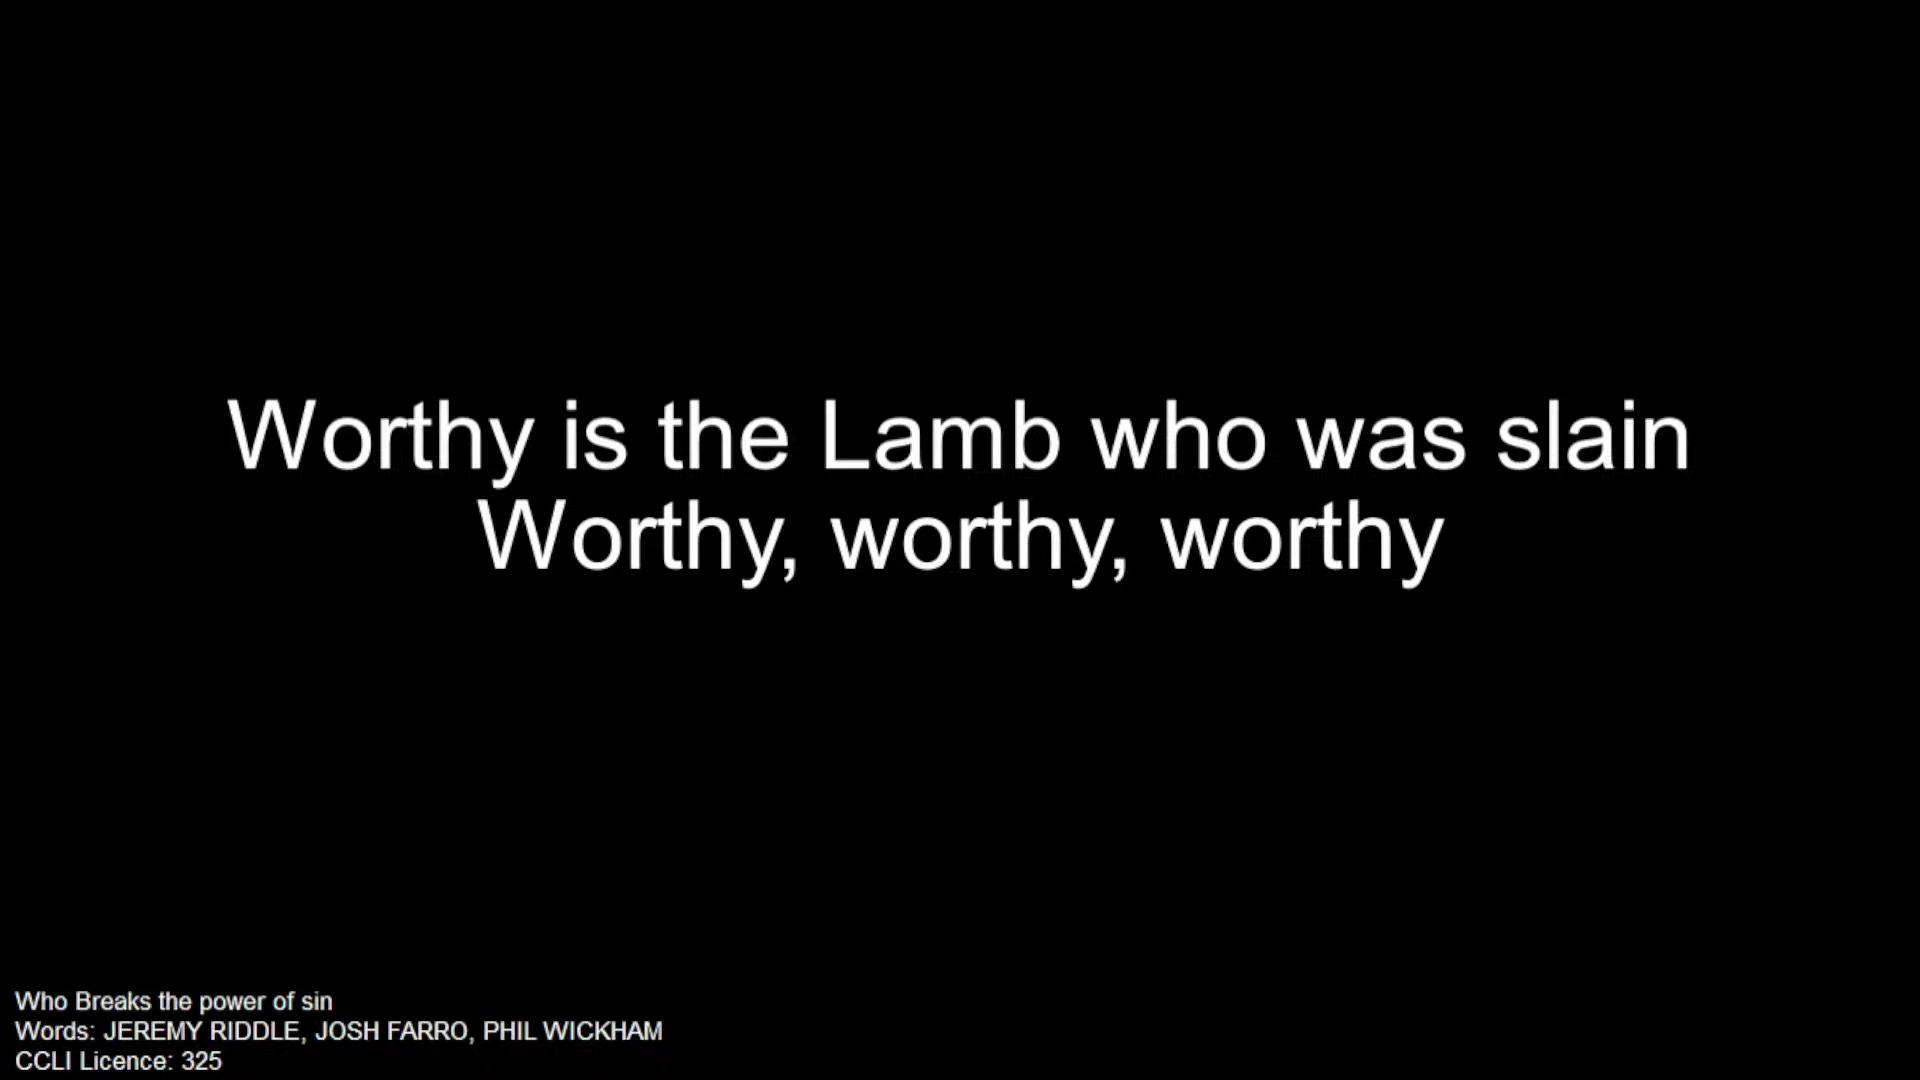 Worthy is the Lamb who was slain
Worthy, worthy, worthy
Who Breaks the power of sin
Words: JEREMY RIDDLE, JOSH FARRO, PHIL WICKHAM
CCLI Licence: 325